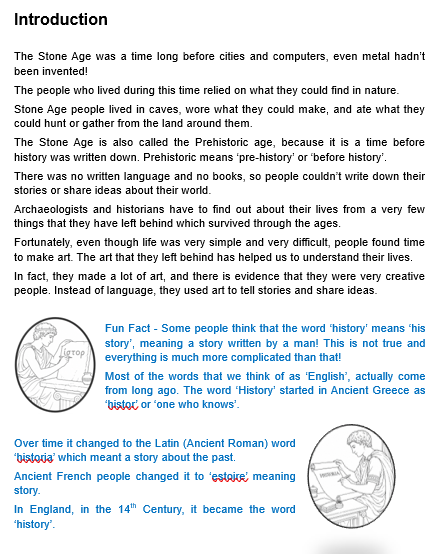 Introduction
The Stone Age was a time long before cities and computers, even metal hadn't
been invented!
The people who lived during this time relied on what they could find in nature.
Stone Age people lived in caves, wore what they could make, and ate what they
could hunt or gather from the land around them.
The Stone Age is also called the Prehistoric age, because it is a time before
history was written down. Prehistoric means 'pre-history' or 'before history'.
There was no written language and no books, so people couldn't write down their
stories or share ideas about their world.
Archaeologists and historians have to find out about their lives from a very few
things that they have left behind which survived through the ages.
Fortunately, even though life was very simple and very difficult, people found time
to make art. The art that they left behind has helped us to understand their lives.
In fact, they made a lot of art, and there is evidence that they were very creative
people. Instead of language, they used art to tell stories and share ideas.
Fun Fact - Some people think that the word 'history' means 'his
story', meaning a story written by a man! This is not true and
everything is much more complicated than that!
Most of the words that we think of as 'English', actually come
from long ago. The word 'History' started in Ancient Greece as
'histor' or 'one who knows'.
Over time it changed to the Latin (Ancient Roman) word
'historia' which meant a story about the past.
Ancient French people changed it to 'estoire' meaning
story.
In England, in the 14th Century, it became the word
'history'.